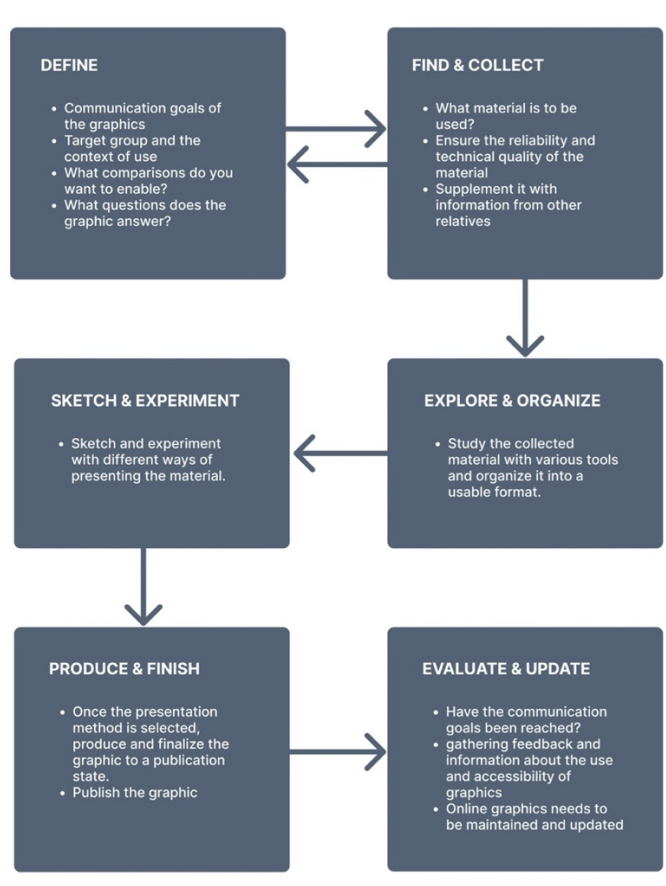 DEFINE
• Communication goals of
the graphics
• Target group and the
context of use
• What comparisons do you
want to enable?
• What questions does the
graphic answer?
FIND & COLLECT
• What material is to be
used?
• Ensure the reliability and
technical quality of the
material
• Supplement it with
information from other
relatives
EXPLORE & ORGANIZE
• Study the collected
material with various tools
and organize it into a
usable format.
SKETCH & EXPERIMENT
• Sketch and experiment
with different ways of
presenting the material.
PRODUCE & FINISH
• Once the presentation
method is selected,
produce and finalize the
graphic to a publication
state.
• Publish the graphic
EVALUATE & UPDATE
• Have the communication
goals been reached?
• gathering feedback and
information about the use
and accessibility of
graphics
• Online graphics needs to
be maintained and updated